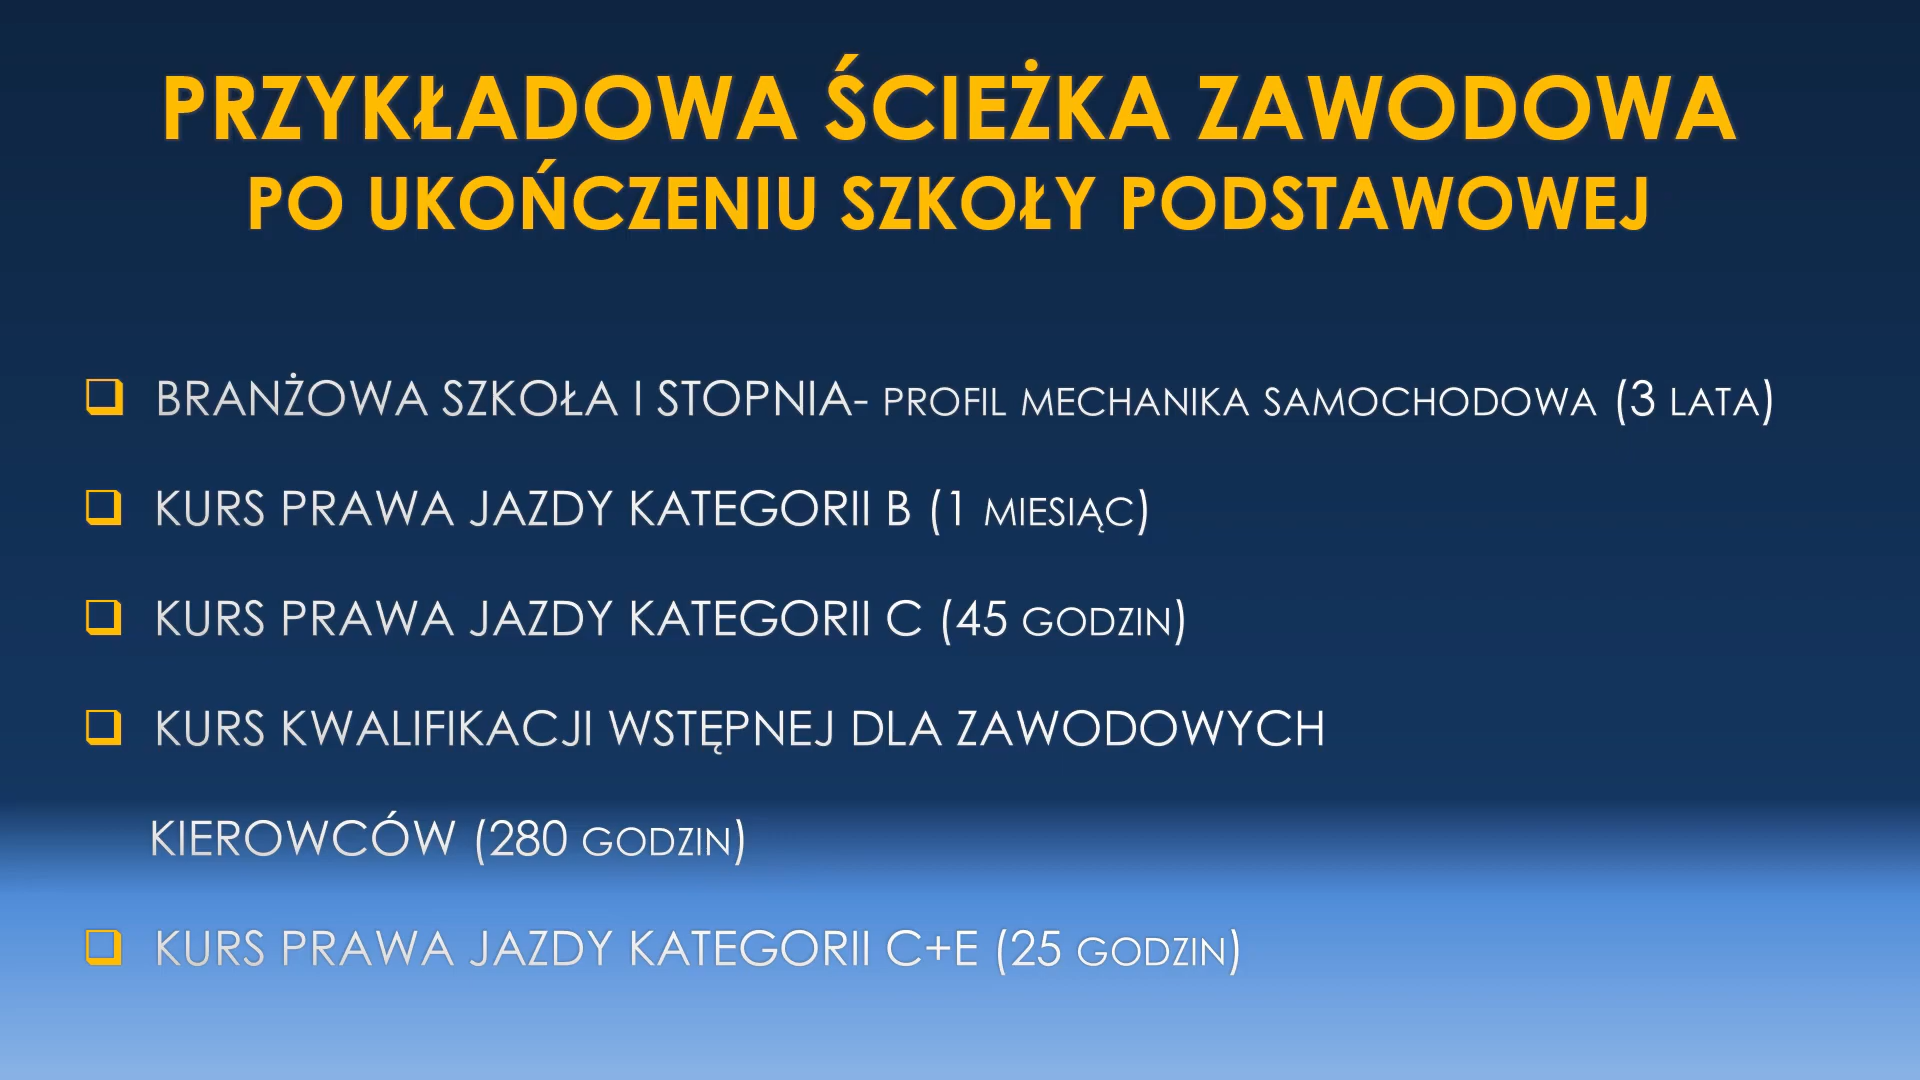 PRZYKŁADOWA ŚCIEŻKA ZAWODOWA
PO UKOŃCZENIU SZKOŁY PODSTAWOWEJ
BRANŻOWA SZKOŁA I STOPNIA- PROFIL MECHANIKA SAMOCHODOWA (3 LATA)
KURS PRAWA JAZDY KATEGORII B (1 MIESIĄC)
KURS PRAWA JAZDY KATEGORII C (45 GODZIN)
KURS KWALIFIKACJI WSTĘPNEJ DLA ZAWODOWYCH
KIEROWCÓW (280 GODZIN)
KURS PRAWA JAZDY KATEGORII C+E (25 GODZIN)